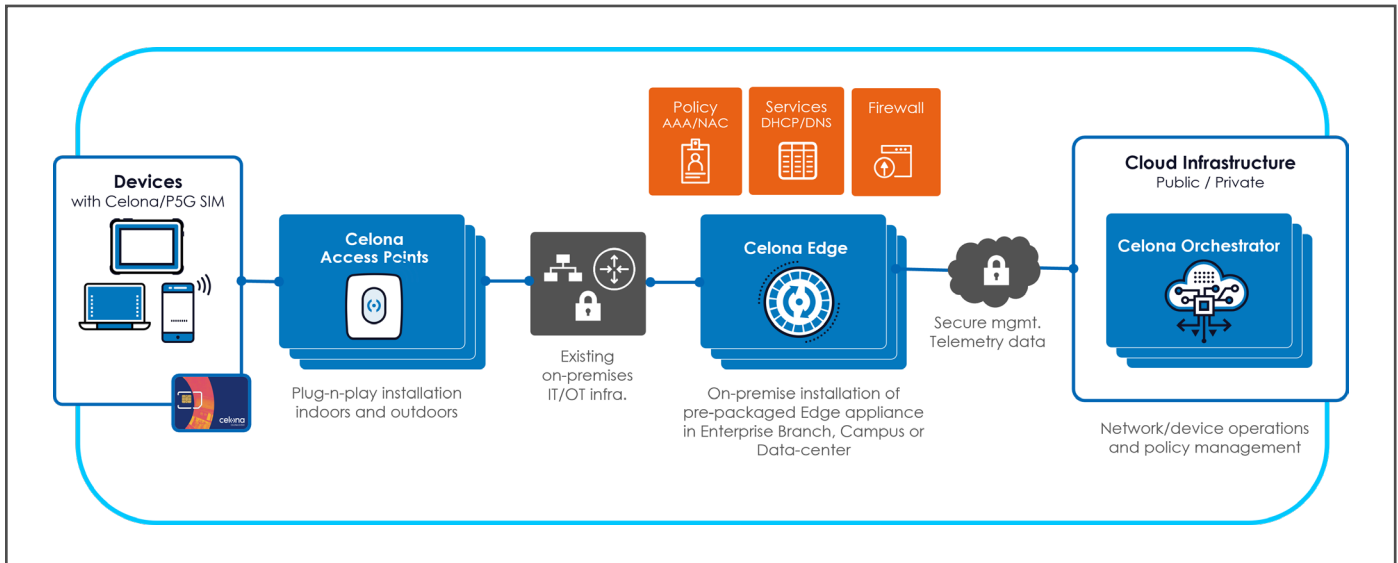 Policy
AAA/NAC
Services
DHCP/DNS
Firewall
Devices
with Celona/P5G SIM
celona
Celona
Access Points
Plug-n-play installation
indoors and outdoors
Existing
on-premises
IT/OT infra.
Celona Edge
On-premise installation of
pre-packaged Edge appliance
in Enterprise Branch, Campus or
Data-center
Secure mgmt.
Telemetry data
Cloud Infrastructure
Public / Private
Celona Orchestrator
Network/device operations
and policy management